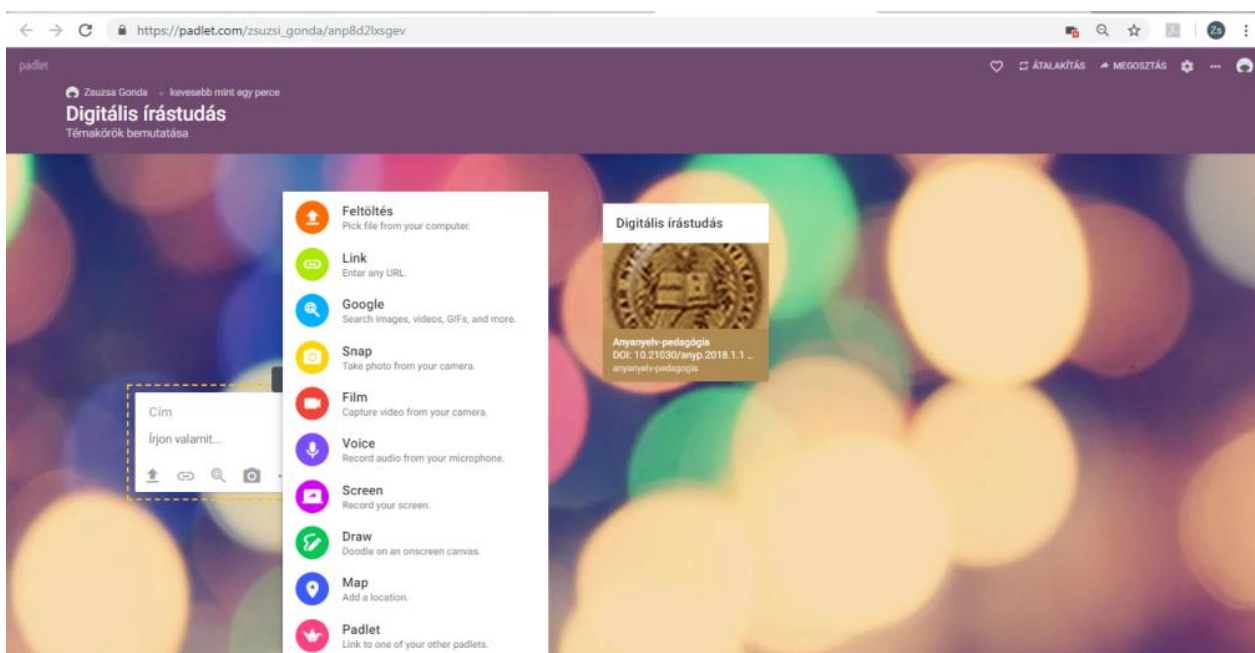 https://padlet.com/zsuzsi_gonda/anp8d2lxsgev
Zs
padlet
ÁTALAKÍTÁS
MEGOSZTÁS
Zsuzsa Gonda - kevesebb mint egy perce
Digitális írástudás
Témakörök bemutatása
Feltöltés
Pick file from your computer.
Link
Enter any URL.
Google
Search images, videos, GIFs, and more.
Snap
Take photo from your camera.
Film
Capture video from your camera.
Voice
Record audio from your microphone.
Screen
Record your screen.
Draw
Doodle on an onscreen canvas.
Map
Add a location.
Padlet
Link to one of your other padlets.
Cím
Írjon valamit...
Digitális írástudás
Anyanyelv-pedagógia
DOI: 10.21030/anyp.2018.1.1 ...
anyanyelv-pedagogia